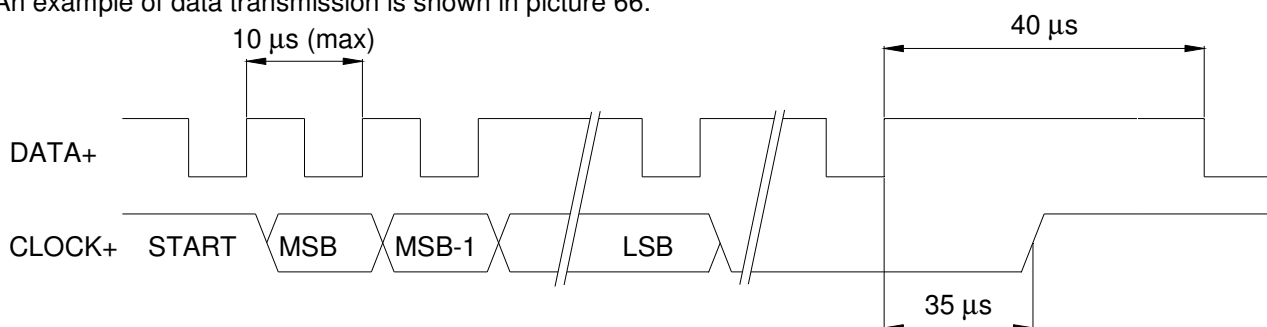 An example of data transmission is shown in picture 66.
10 µs (max)
40 µs
DATA+
CLOCK+ START MSB MSB-1 LSB
35 µs